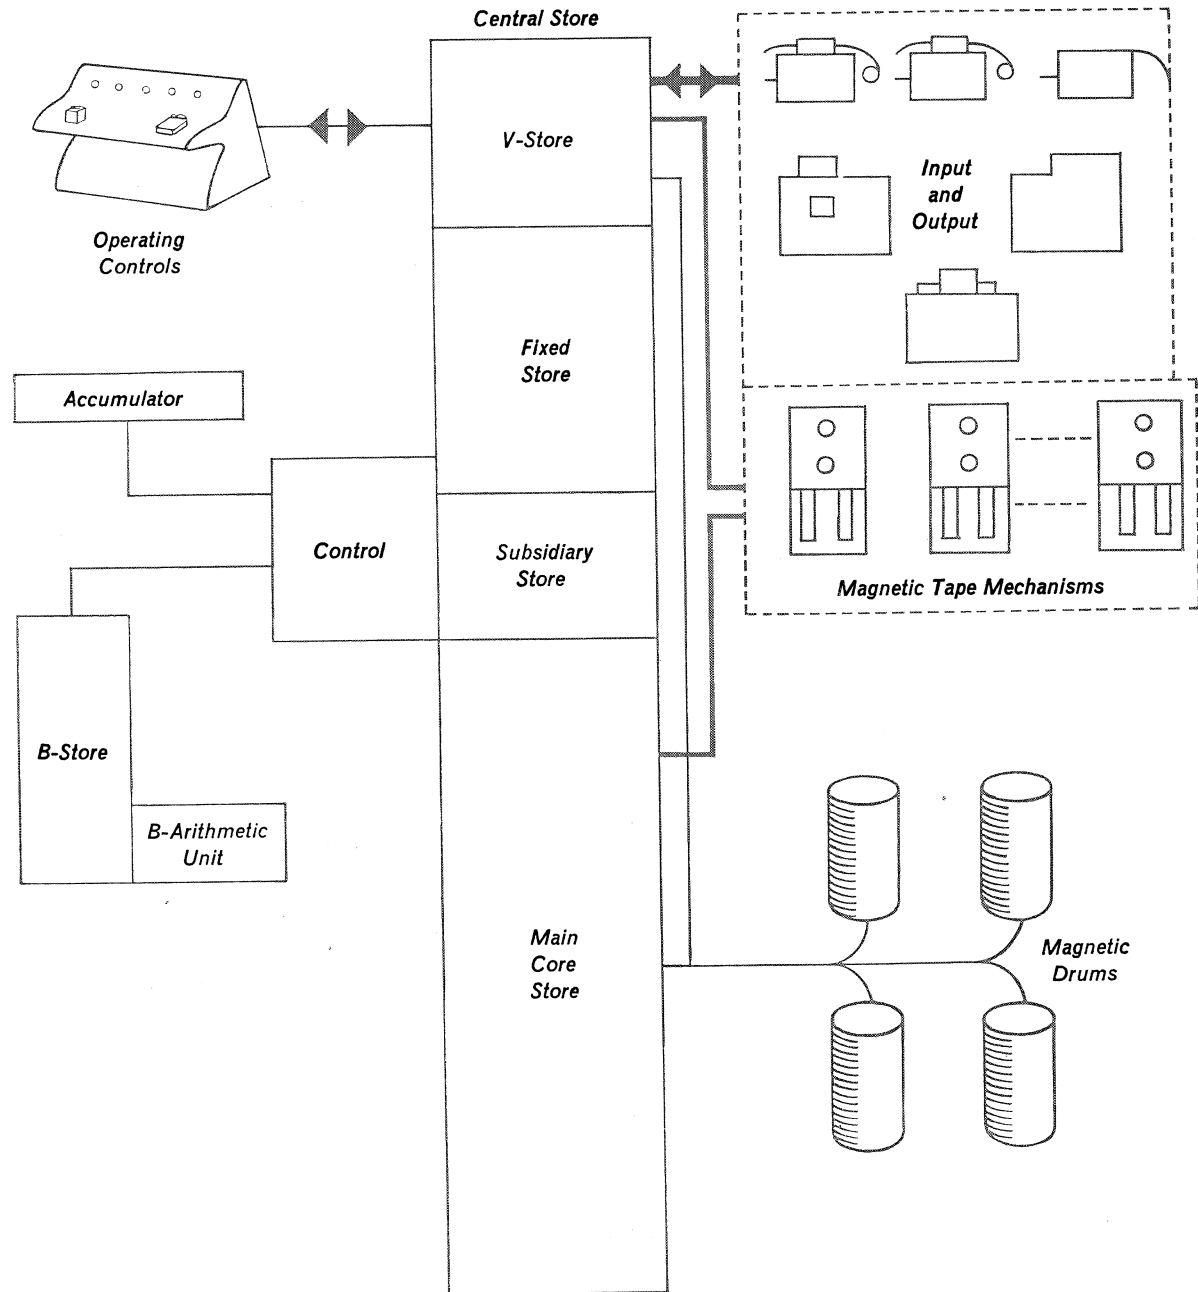 Central Store
V-Store
Operating
Controls
Input
and
Output
Fixed
Store
Accumulator
Control
Subsidiary
Store
Magnetic Tape Mechanisms
B-Store
B-Arithmetic
Unit
Main
Core
Store
Magnetic
Drums